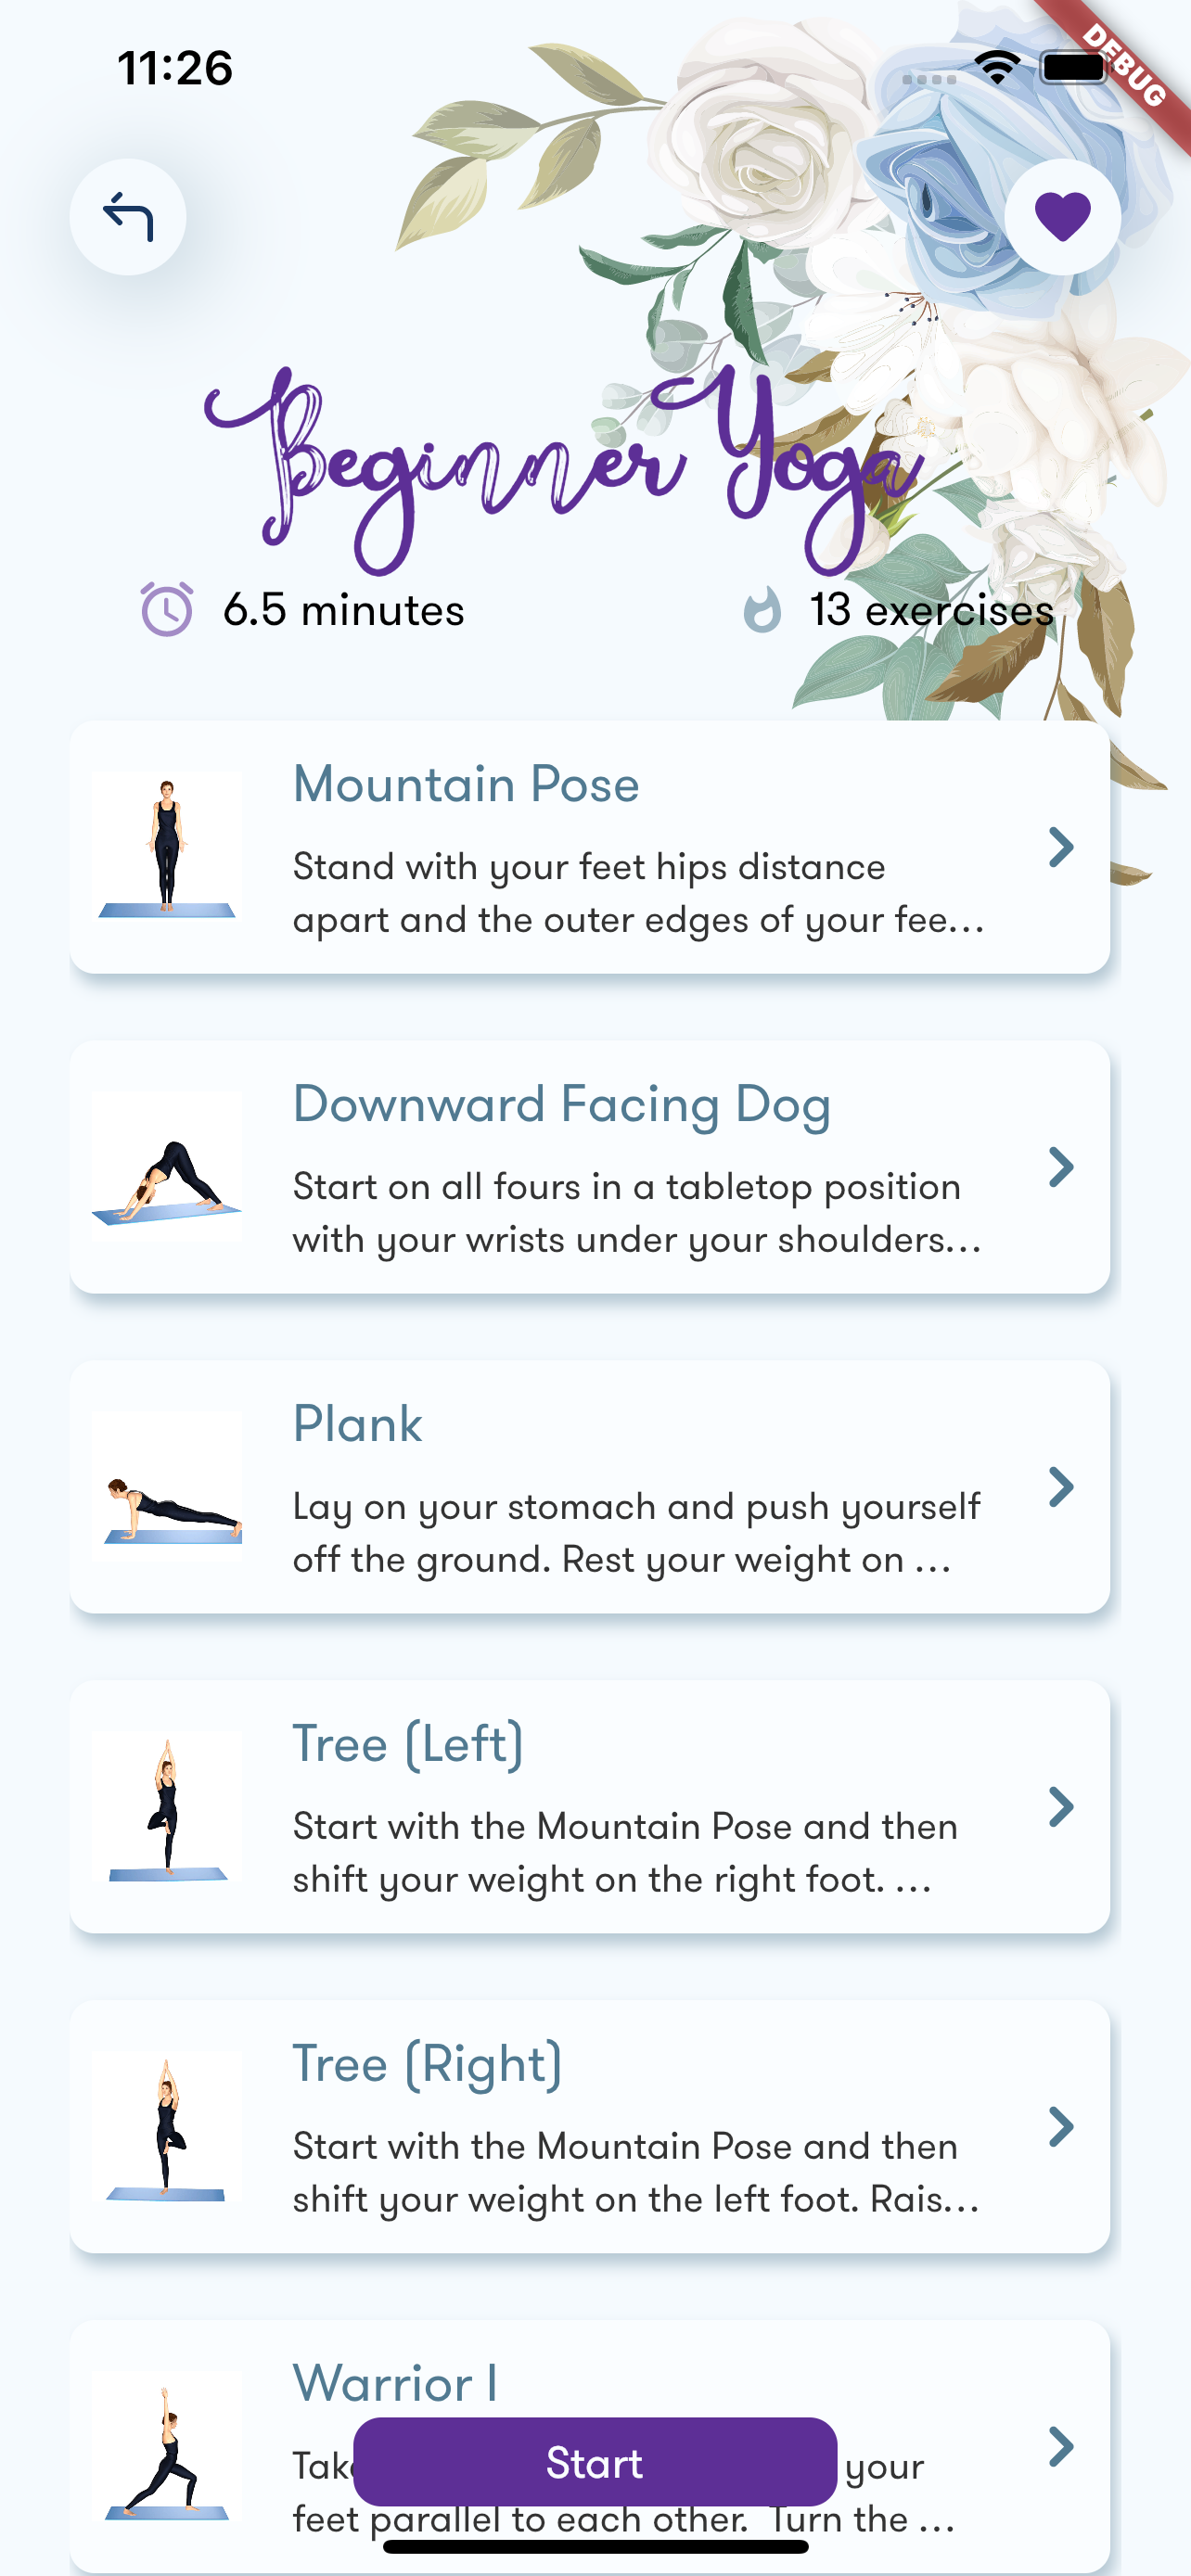 11:26
DEBUG
Beginner Yoga
6.5 minutes
13 exercises
Mountain Pose
Stand with your feet hips distance
apart and the outer edges of your fee...
Downward Facing Dog
Start on all fours in a tabletop position
with your wrists under your shoulders...
Plank
Lay on your stomach and push yourself
off the ground. Rest your weight on ...
Tree (Left)
Start with the Mountain Pose and then
shift your weight on the right foot. ...
Tree (Right)
Start with the Mountain Pose and then
shift your weight on the left foot. Rais...
Warrior I
your
feet parallel to each other.  Turn the ...
Start